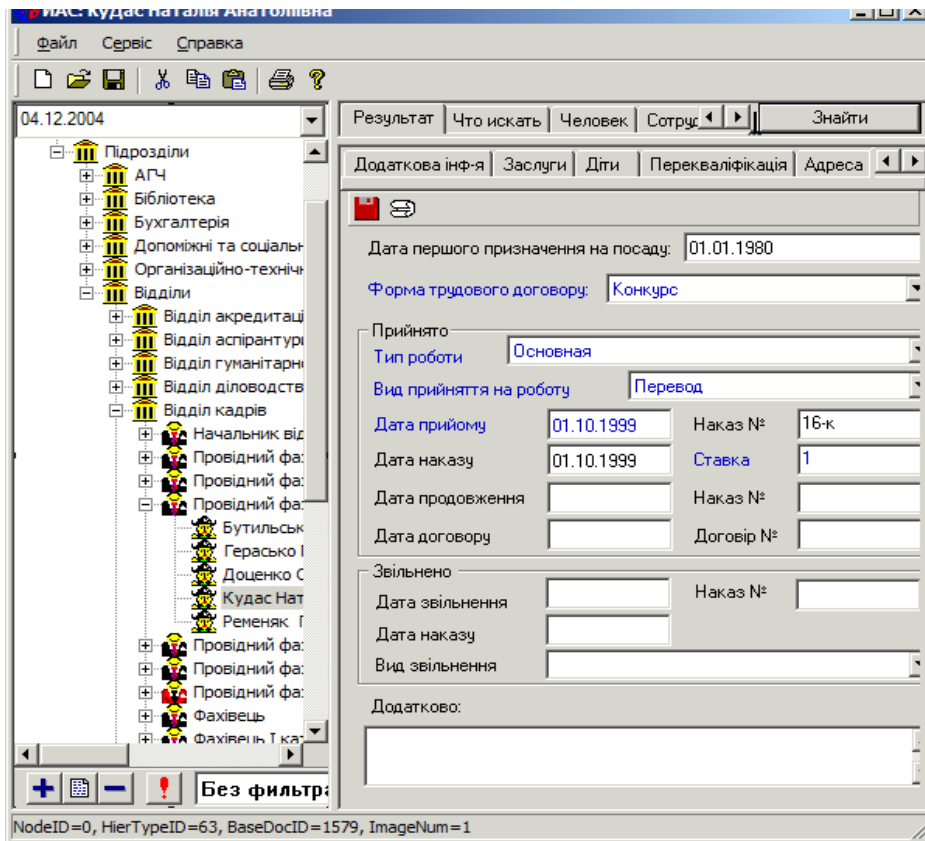 ИАС: Кудас Наталія Анатоліївна
Файл Сервіс Справка
04.12.2004
Результат Что искать Человек Сотруд Знайти
Підрозділи
Додаткова інф-я Заслуги Діти Перекваліфікація Адреса
АГЧ
Бібліотека
Бухгалтерія
Допоміжні та соціальн
Організаційно-техніч
Відділи
Відділ акредитаці
Відділ аспірантури
Відділ гуманітарн
Відділ діловодств
Відділ кадрів
Начальник від
Провідний фа
Провідний фа
Провідний фа
Бутильськ
Герасько
Доценко С
Кудас Нат
Ременяк
Провідний фа
Провідний фа
Провідний фа
Фахівець
Фахівець І кат
Без фильтра
Дата першого призначення на посаду: 01.01.1980
Форма трудового договору: Конкурс
Прийнято
Тип роботи Основная
Вид прийняття на роботу Перевод
Дата прийому 01.10.1999 Наказ № 16-к
Дата наказу 01.10.1999 Ставка 1
Дата продовження Наказ №
Дата договору Договір №
Звільнено
Дата звільнення Наказ №
Дата наказу
Вид звільнення
Додатково:
NodeID=0, HierTypeID=63, BaseDocID=1579, ImageNum=1